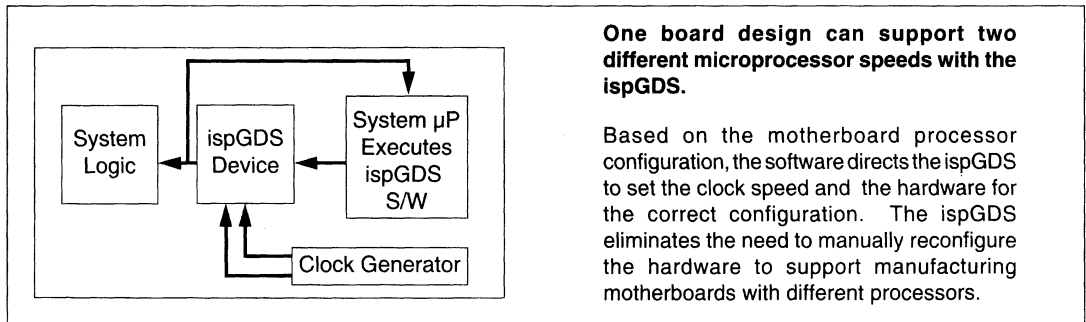 System
Logic
ispGDS
Device
System µP
Executes
ispGDS
S/W
Clock Generator
One board design can support two
different microprocessor speeds with the
ispGDS.
Based on the motherboard processor
configuration, the software directs the ispGDS
to set the clock speed and the hardware for
the correct configuration. The ispGDS
eliminates the need to manually reconfigure
the hardware to support manufacturing
motherboards with different processors.